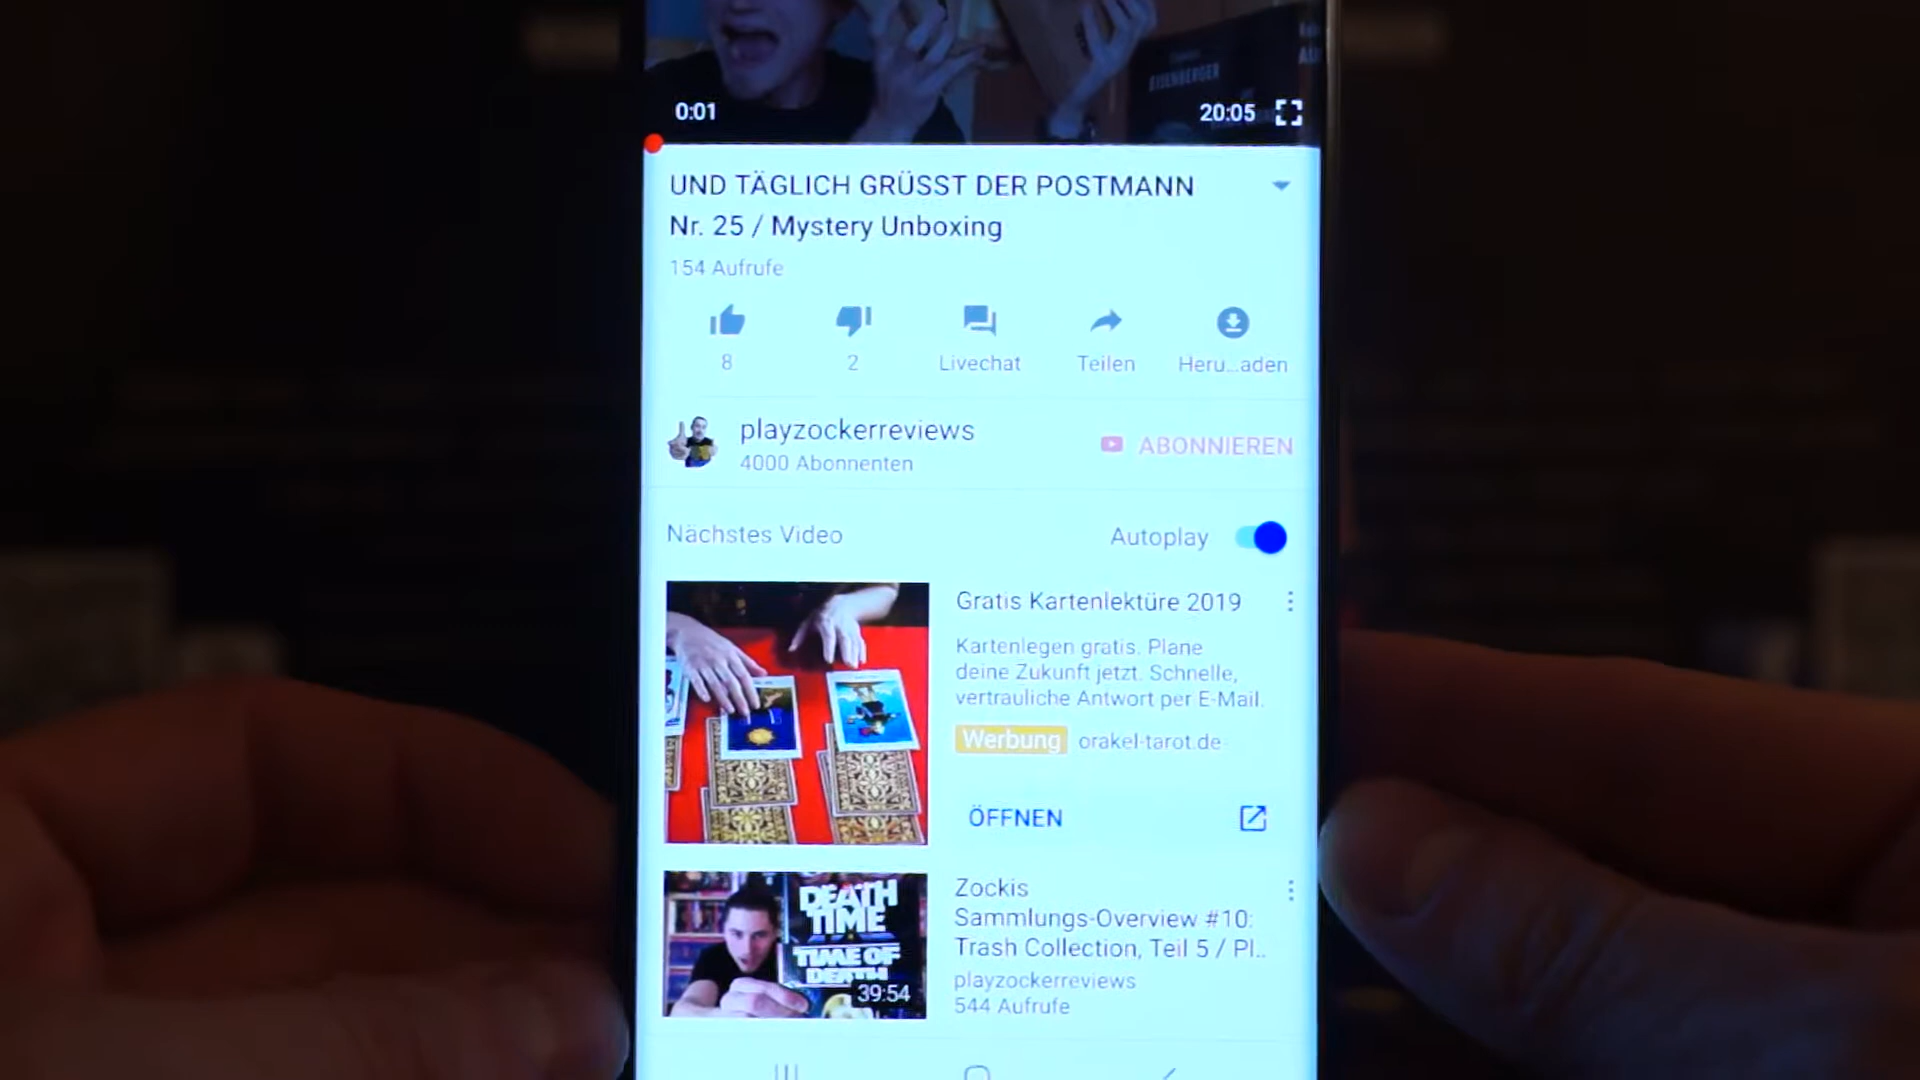 EISENBERGER
0:01
20:05
UND TÄGLICH GRÜSST DER POSTMANN
Nr. 25 / Mystery Unboxing
154 Aufrufe
8
2
Livechat
Teilen
Heru...aden
playzockerreviews
4000 Abonnenten
ABONNIEREN
Nächstes Video
Autoplay
Gratis Kartenlektüre 2019
Kartenlegen gratis. Plane
deine Zukunft jetzt. Schnelle,
vertrauliche Antwort per E-Mail.
Werbung orakel-tarot.de
ÖFFNEN
DEATH
TIME
TIME OF
DEATH
39:54
Zockis
Sammlungs-Overview #10:
Trash Collection, Teil 5 / Pl..
playzockerreviews
544 Aufrufe